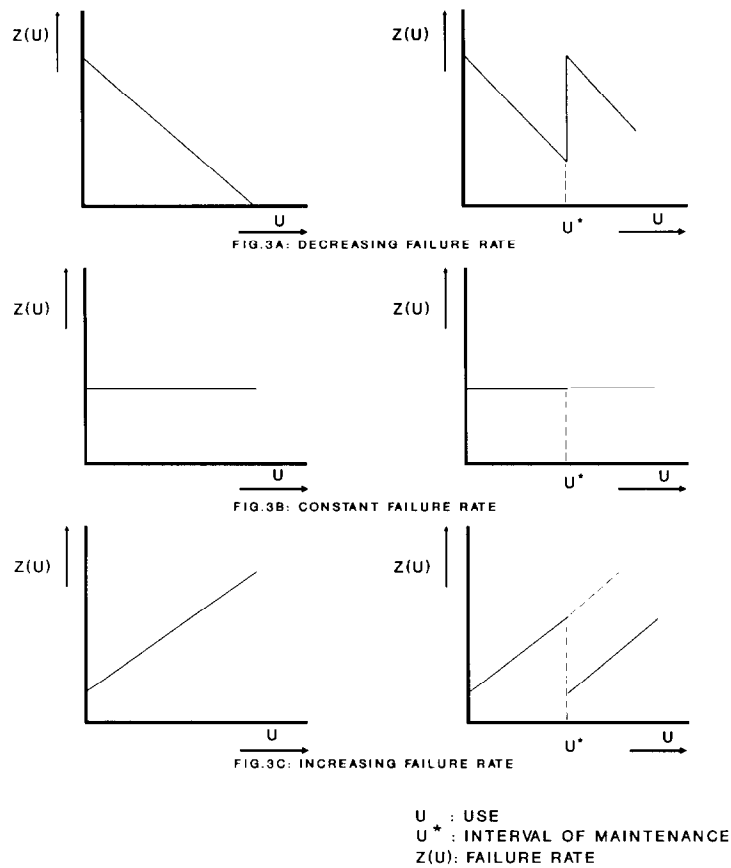 Z(U)
Z(U)
U
U*
U
FIG.3A: DECREASING FAILURE RATE
Z(U)
Z(U)
U
U*
U
FIG.3B: CONSTANT FAILURE RATE
Z(U)
Z(U)
U
U*
U
FIG.3C: INCREASING FAILURE RATE
U : USE
U* : INTERVAL OF MAINTENANCE
Z(U): FAILURE RATE